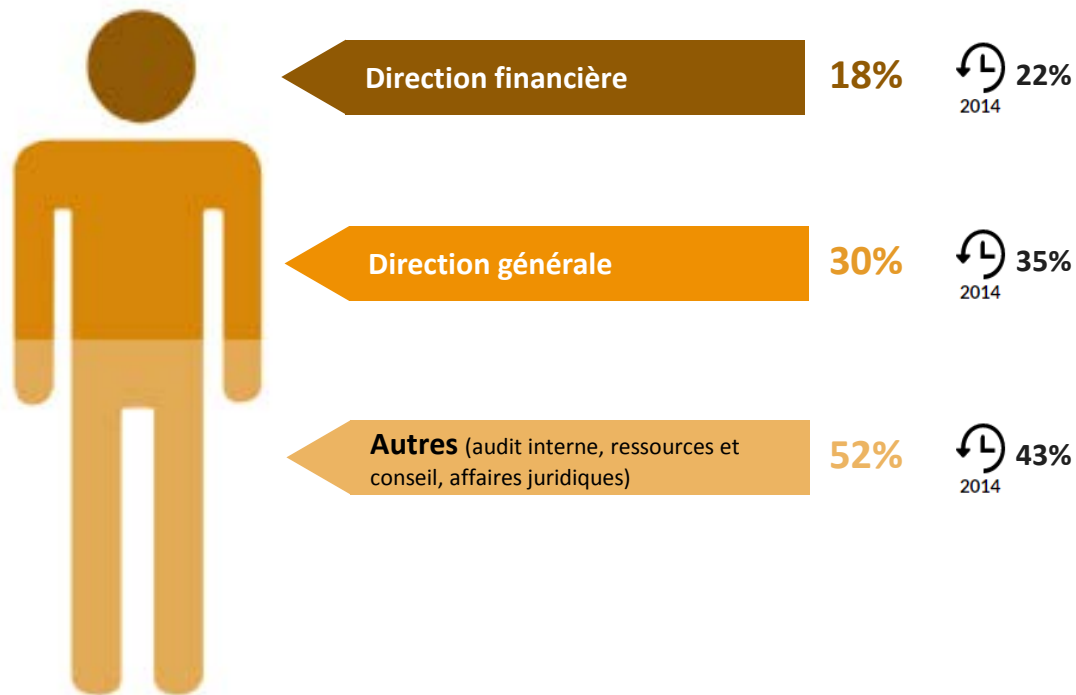 Direction financière 18% 22%
2014
Direction générale 30% 35%
2014
Autres (audit interne, ressources et
conseil, affaires juridiques)
52% 43%
2014